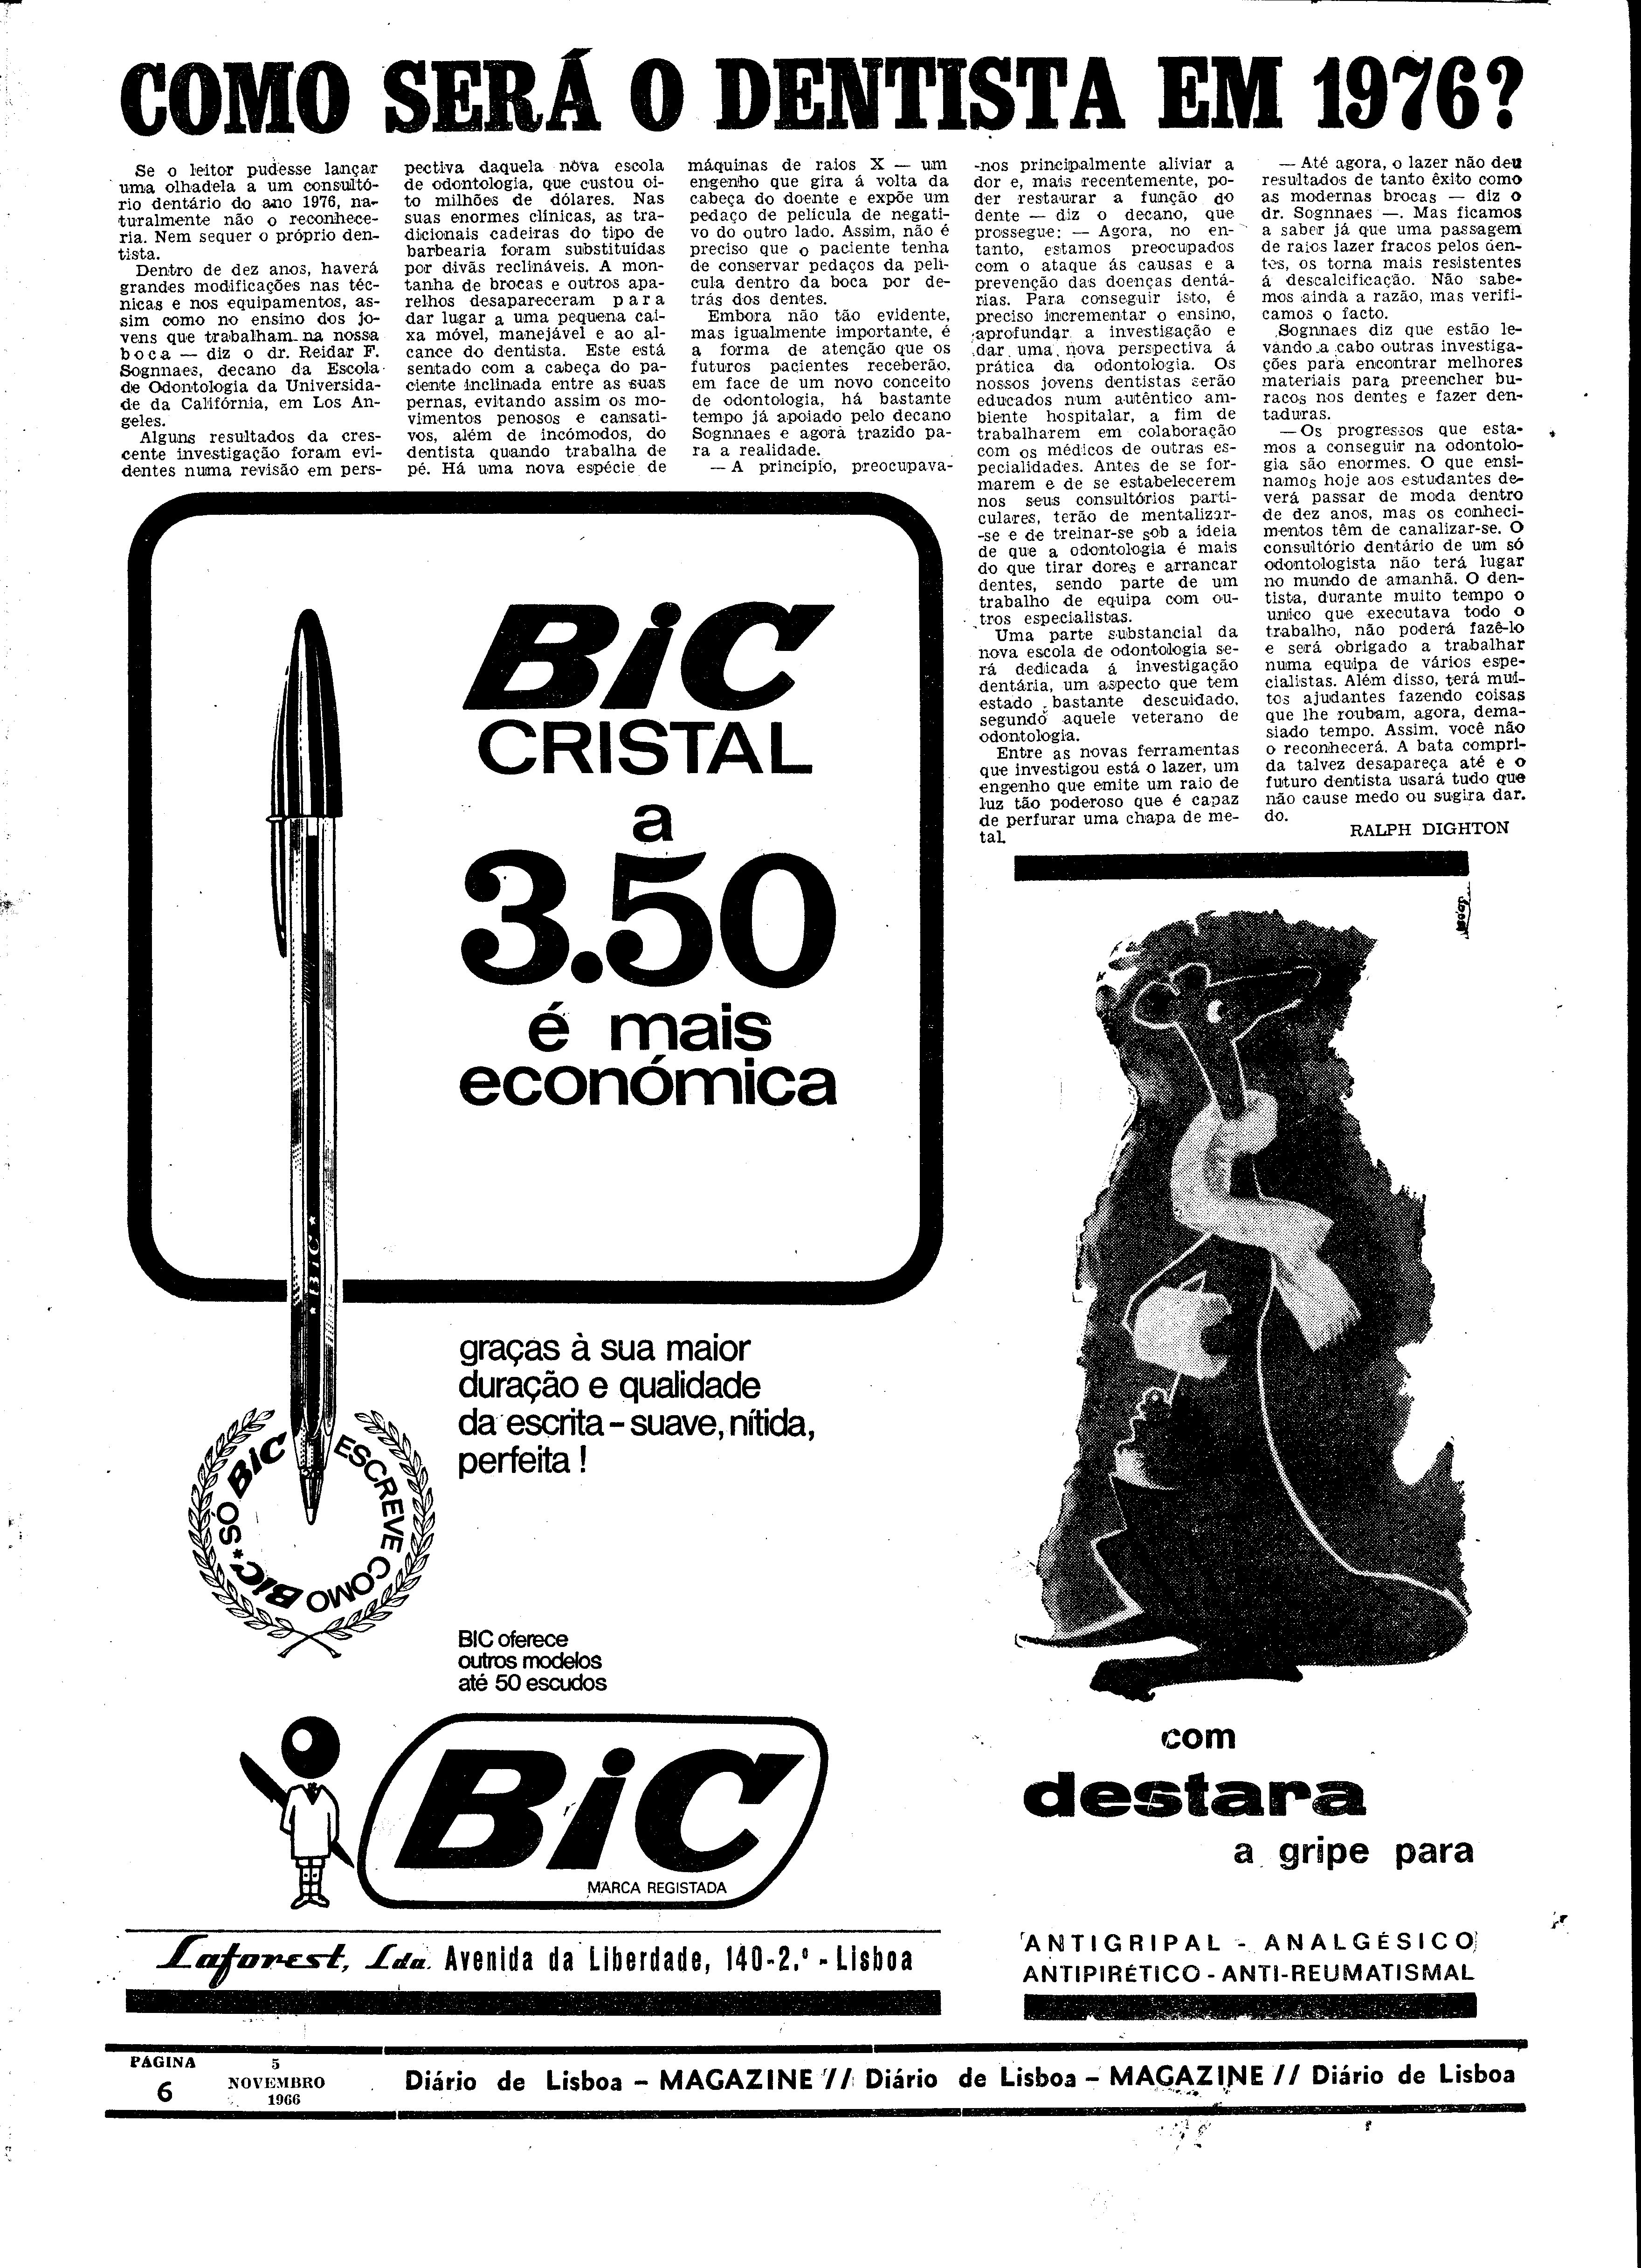 COMO SERÁ O DENTISTA EM 1976?
Se o leitor pudesse lançar
uma olhadela a um consultó-
rio dentário do ano 1976, na-
turalmente não o reconhece-
ria. Nem sequer o próprio den-
tista.
Dentro de dez anos, haverá
grandes modificações nas téc-
nicas e nos equipamentos, as-
sim como no ensino dos jo-
vens que trabalham na nossa
boca — diz o dr. Reidar F.
Sognnaes, decano da Escola
de Odontologia da Universida-
de da Califórnia, em Los An-
geles.
Alguns resultados da cres-
cente investigação foram evi-
dentes numa revisão em pers-
pectiva daquela nova escola
de odontologia, que custou oi-
to milhões de dólares. Nas
suas enormes clínicas, as tra-
dicionais cadeiras do tipo de
barbearia foram substituídas
por divãs reclináveis. A mon-
tanha de brocas e outros apa-
relhos desapareceram para
dar lugar a uma pequena cai-
xa móvel, manejável e ao al-
cance do dentista. Este está
sentado com a cabeça do pa-
ciente inclinada entre as suas
pernas, evitando assim os mo-
vimentos penosos e cansati-
vos, além de incómodos, do
dentista quando trabalha de
pé. Há uma nova espécie de
máquinas de raios X — um
engenho que gira á volta da
cabeça do doente e expõe um
pedaço de película de negati-
vo do outro lado. Assim, não é
preciso que o paciente tenha
de conservar pedaços da pelí-
cula dentro da boca por de-
trás dos dentes.
Embora não tão evidente,
mas igualmente importante, é
a forma de atenção que os
futuros pacientes receberão,
em face de um novo conceito
de odontologia, há bastante
tempo já apoiado pelo decano
Sognnaes e agora trazido pa-
ra a realidade.
— A princípio, preocupava-
-nos principalmente aliviar a
dor e, mais recentemente, po-
der restaurar a função do
dente — diz o decano, que
prossegue: — Agora, no en-
tanto, estamos preocupados
com o ataque ás causas e a
prevenção das doenças dentá-
rias. Para conseguir isto, é
preciso incrementar o ensino,
aprofundar a investigação e
dar uma nova perspectiva á
prática da odontologia. Os
nossos jovens dentistas serão
educados num autêntico am-
biente hospitalar, a fim de
trabalharem em colaboração
com os médicos de outras es-
pecialidades. Antes de se for-
marem e de se estabelecerem
nos seus consultórios parti-
culares, terão de mentalizar-
-se e de treinar-se sob a ideia
de que a odontologia é mais
do que tirar dores e arrancar
dentes, sendo parte de um
trabalho de equipa com ou-
tros especialistas.
Uma parte substancial da
nova escola de odontologia se-
rá dedicada á investigação
dentária, um aspecto que tem
estado bastante descuidado,
segundo aquele veterano de
odontologia.
Entre as novas ferramentas
que investigou está o lazer, um
engenho que emite um raio de
luz tão poderoso que é capaz
de perfurar uma chapa de me-
tal.
— Até agora, o lazer não deu
resultados de tanto êxito como
as modernas brocas — diz o
dr. Sognnaes —. Mas ficamos
a saber já que uma passagem
de raios lazer fracos pelos den-
tes, os torna mais resistentes
á descalcificação. Não sabe-
mos ainda a razão, mas verifi-
camos o facto.
Sognnaes diz que estão le-
vando a cabo outras investiga-
ções para encontrar melhores
materiais para preencher bu-
racos nos dentes e fazer den-
taduras.
— Os progressos que esta-
mos a conseguir na odontolo-
gia são enormes. O que ensi-
namos hoje aos estudantes de-
verá passar de moda dentro
de dez anos, mas os conheci-
mentos têm de canalizar-se. O
consultório dentário de um só
odontologista não terá lugar
no mundo de amanhã. O den-
tista, durante muito tempo o
unico que executava todo o
trabalho, não poderá fazê-lo
e será obrigado a trabalhar
numa equipa de vários espe-
cialistas. Além disso, terá mui-
tos ajudantes fazendo coisas
que lhe roubam, agora, dema-
siado tempo. Assim, você não
o reconhecerá. A bata compri-
da talvez desapareça até e o
futuro dentista usará tudo que
não cause medo ou sugira dar.
do.
RALPH DIGHTON
BiC
CRISTAL
a
3.50
é mais
económica
* BiC *
graças à sua maior
duração e qualidade
da escrita – suave, nítida,
perfeita !
SÓ BiC ESCREVE COMO BiC *
BIC oferece
outros modelos
até 50 escudos
BiC
MARCA REGISTADA
Laforest, Lda. Avenida da Liberdade, 140-2.º - Lisboa
com
destara
a gripe para
ANTIGRIPAL - ANALGÉSICO
ANTIPIRÉTICO - ANTI-REUMATISMAL
PÁGINA
6
5
NOVEMBRO
1966
Diário de Lisboa – MAGAZINE // Diário de Lisboa – MAGAZINE // Diário de Lisboa